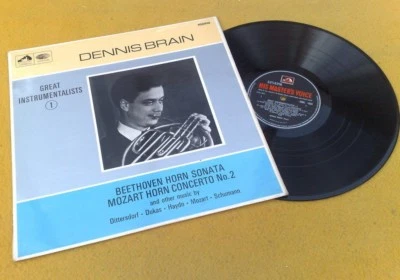 DENNIS BRAIN
GREAT
INSTRUMENTALISTS
1
BEETHOVEN HORN SONATA
MOZART HORN CONCERTO No. 2
and other music by
Dittersdorf - Dukas - Haydn - Mozart - Schumann
HIS MASTER'S VOICE